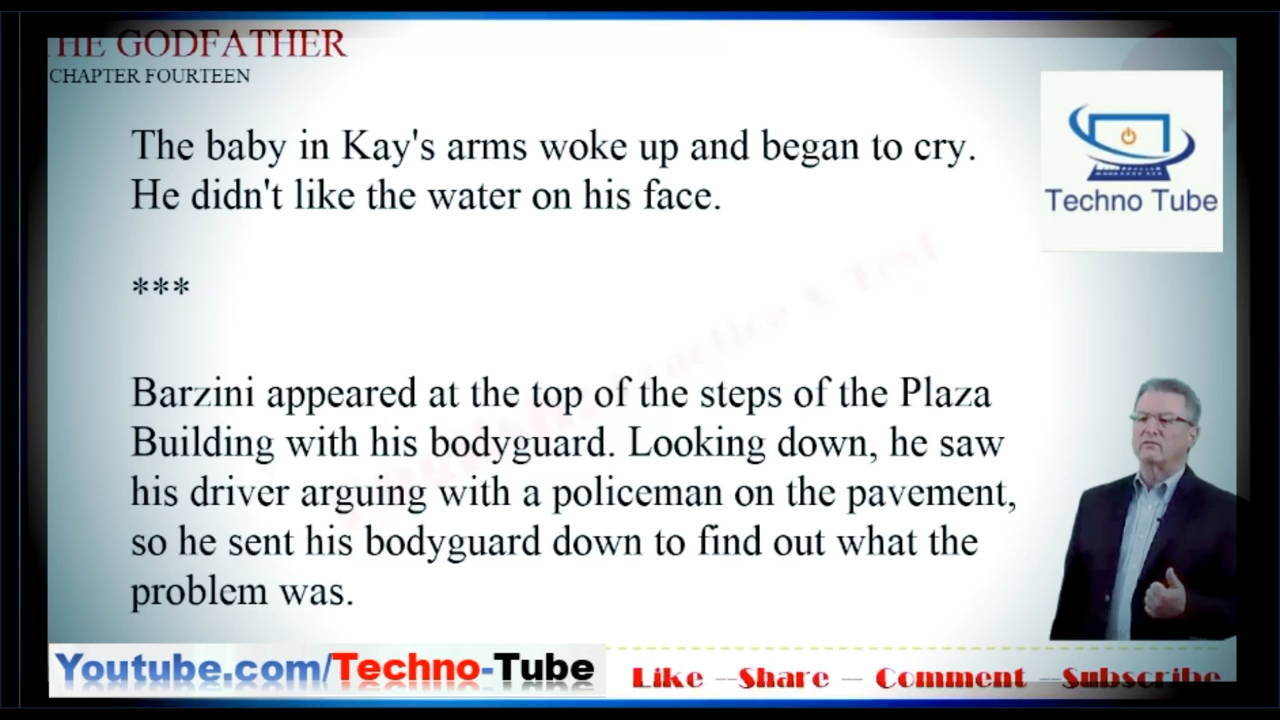 THE GODFATHER
CHAPTER FOURTEEN
The baby in Kay's arms woke up and began to cry.
He didn't like the water on his face.
***
Barzini appeared at the top of the steps of the Plaza
Building with his bodyguard. Looking down, he saw
his driver arguing with a policeman on the pavement,
so he sent his bodyguard down to find out what the
problem was.
Techno Tube
Practice & Test
Youtube.com/Techno-Tube
Like --Share -- Comment --Subscribe